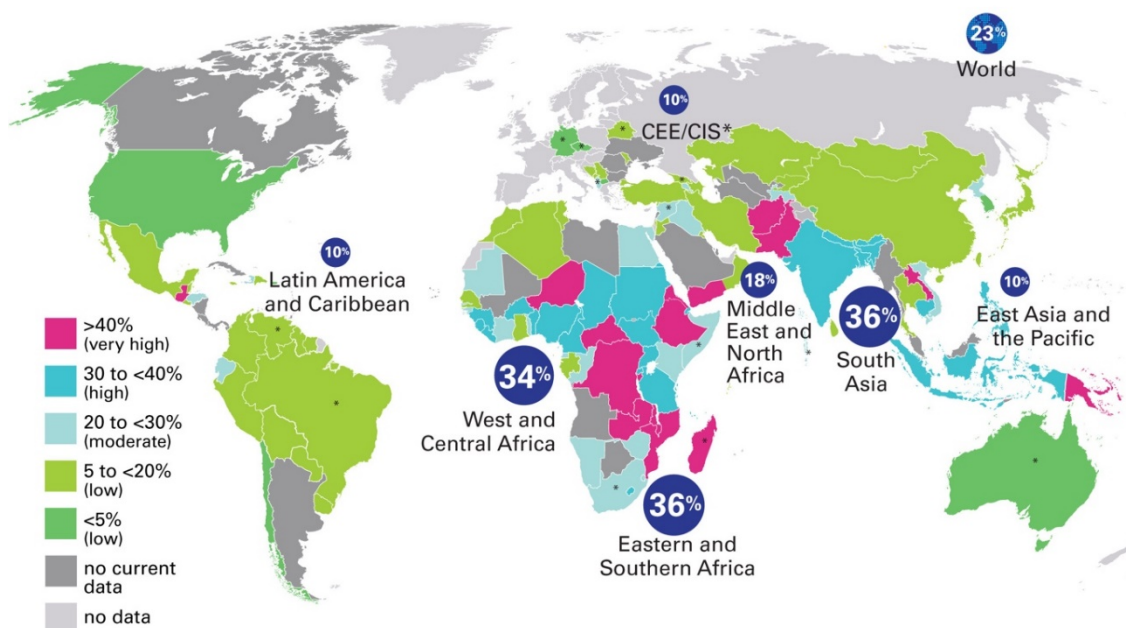 23%
World
10%
CEE/CIS*
10%
Latin America
and Caribbean
18%
Middle
East and
North
Africa
36%
South
Asia
10%
East Asia and
the Pacific
34%
West and
Central Africa
36%
Eastern and
Southern Africa
>40%
(very high)
30 to <40%
(high)
20 to <30%
(moderate)
5 to <20%
(low)
<5%
(low)
no current
data
no data